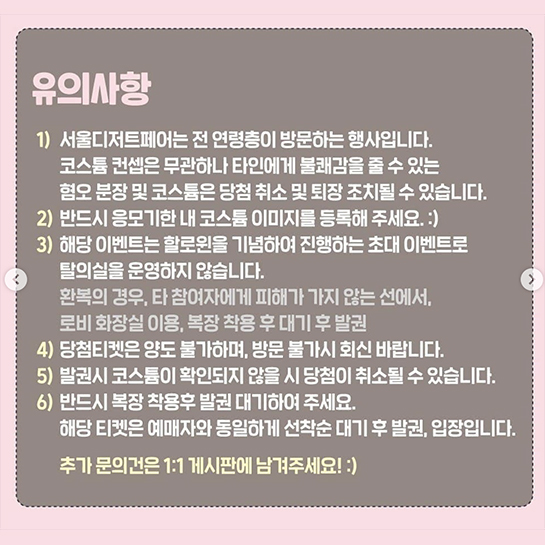 유의사항
1) 서울디저트페어는 전 연령층이 방문하는 행사입니다.
코스튬 컨셉은 무관하나 타인에게 불쾌감을 줄 수 있는
혐오 분장 및 코스튬은 당첨 취소 및 퇴장 조치될 수 있습니다.
2) 반드시 응모기한 내 코스튬 이미지를 등록해 주세요. :)
3) 해당 이벤트는 할로윈을 기념하여 진행하는 초대 이벤트로
탈의실을 운영하지 않습니다.
환복의 경우, 타 참여자에게 피해가 가지 않는 선에서,
로비 화장실 이용, 복장 착용 후 대기 후 발권
4) 당첨티켓은 양도 불가하며, 방문 불가시 회신 바랍니다.
5) 발권시 코스튬이 확인되지 않을 시 당첨이 취소될 수 있습니다.
6) 반드시 복장 착용후 발권 대기하여 주세요.
해당 티켓은 예매자와 동일하게 선착순 대기 후 발권, 입장입니다.
추가 문의건은 1:1 게시판에 남겨주세요! :)